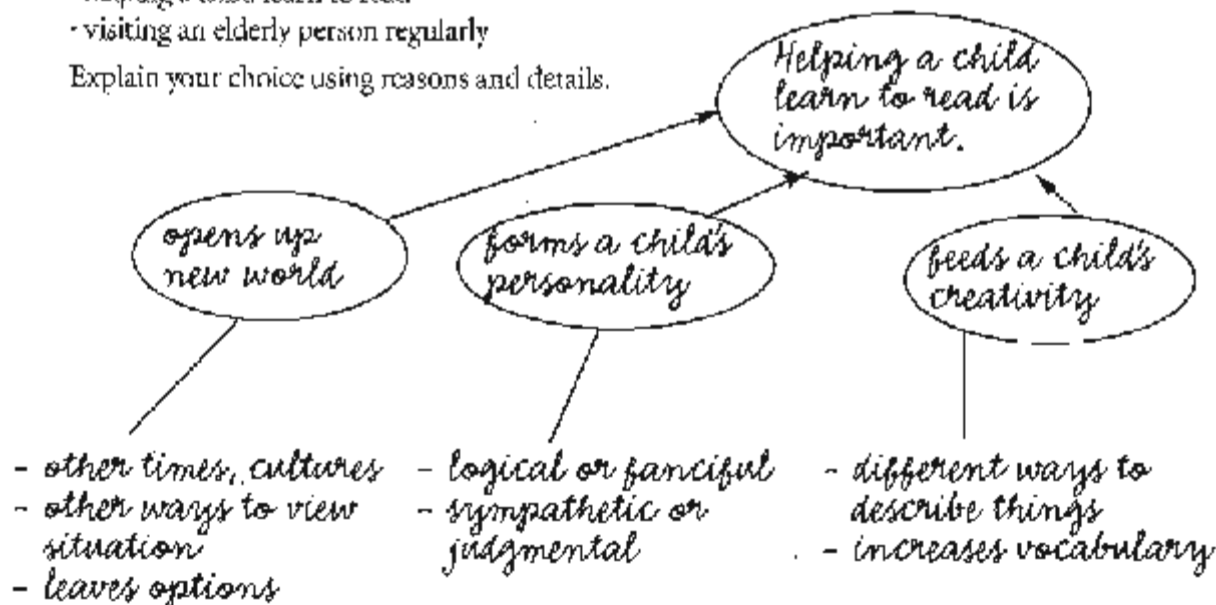 · visiting an elderly person regularly
Explain your choice using reasons and details.
Helping a child
learn to read is
important.
opens up
new world
forms a child's
personality
feeds a child's
creativity
- other times, cultures
- other ways to view
situation
- leaves options
- logical or fanciful
- sympathetic or
judgmental
- different ways to
describe things
- increases vocabulary